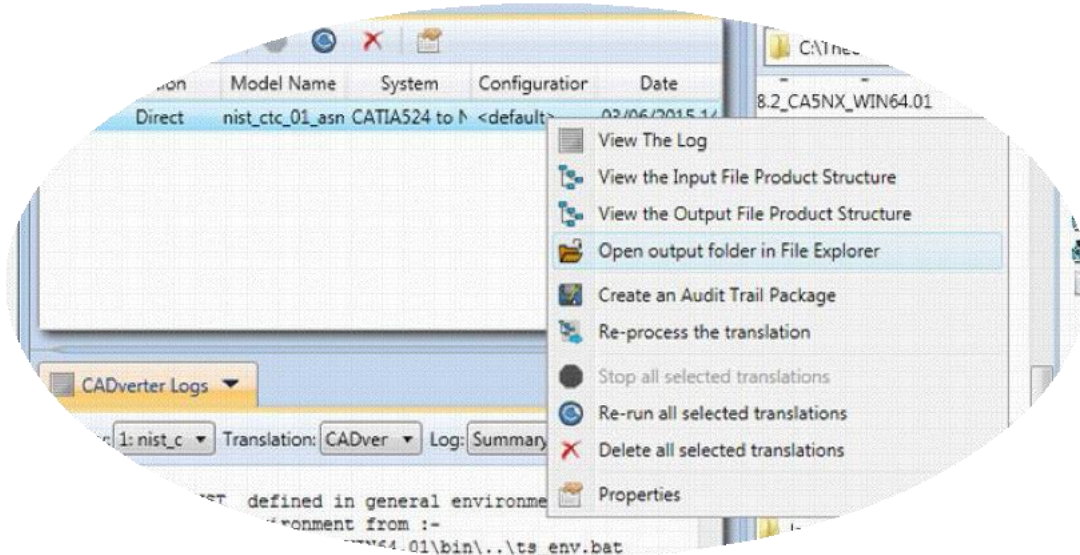 Model Name System Configuration Date
8.2_CA5NX_WIN64.01
Direct nist_ctc_01_asn CATIA524 to N <default> 03/06/2015 14
View The Log
View the Input File Product Structure
View the Output File Product Structure
Open output folder in File Explorer
Create an Audit Trail Package
Re-process the translation
Stop all selected translations
CADverter Logs
Re-run all selected translations
1: nist_c Translation: CADver Log: Summary
Delete all selected translations
Properties
defined in general environme
from :-
.01\bin\..\ts_env.bat